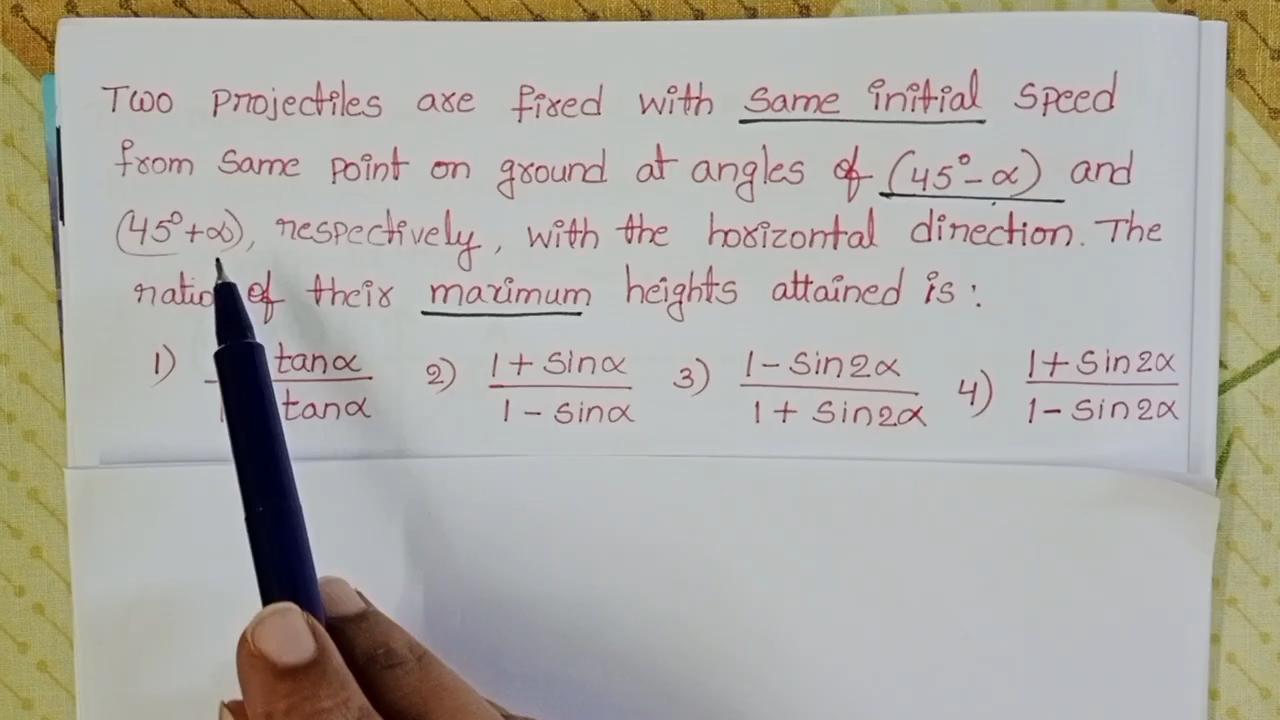 Two projectiles are fired with same initial speed
from same point on ground at angles of (45°-α) and
(45°+α), respectively, with the horizontal direction. The
ratio of their maximum heights attained is:
1) tanα / tanα 2) 1 + sinα / 1 - sinα 3) 1 - sin2α / 1 + sin2α 4) 1 + sin2α / 1 - sin2α